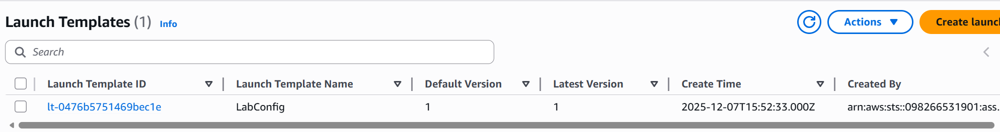 Launch Templates (1) Info
Actions
Create launch
Search
Launch Template ID Launch Template Name Default Version Latest Version Create Time Created By
lt-0476b5751469bec1e LabConfig 1 1 2025-12-07T15:52:33.000Z arn:aws:sts::098266531901:ass.